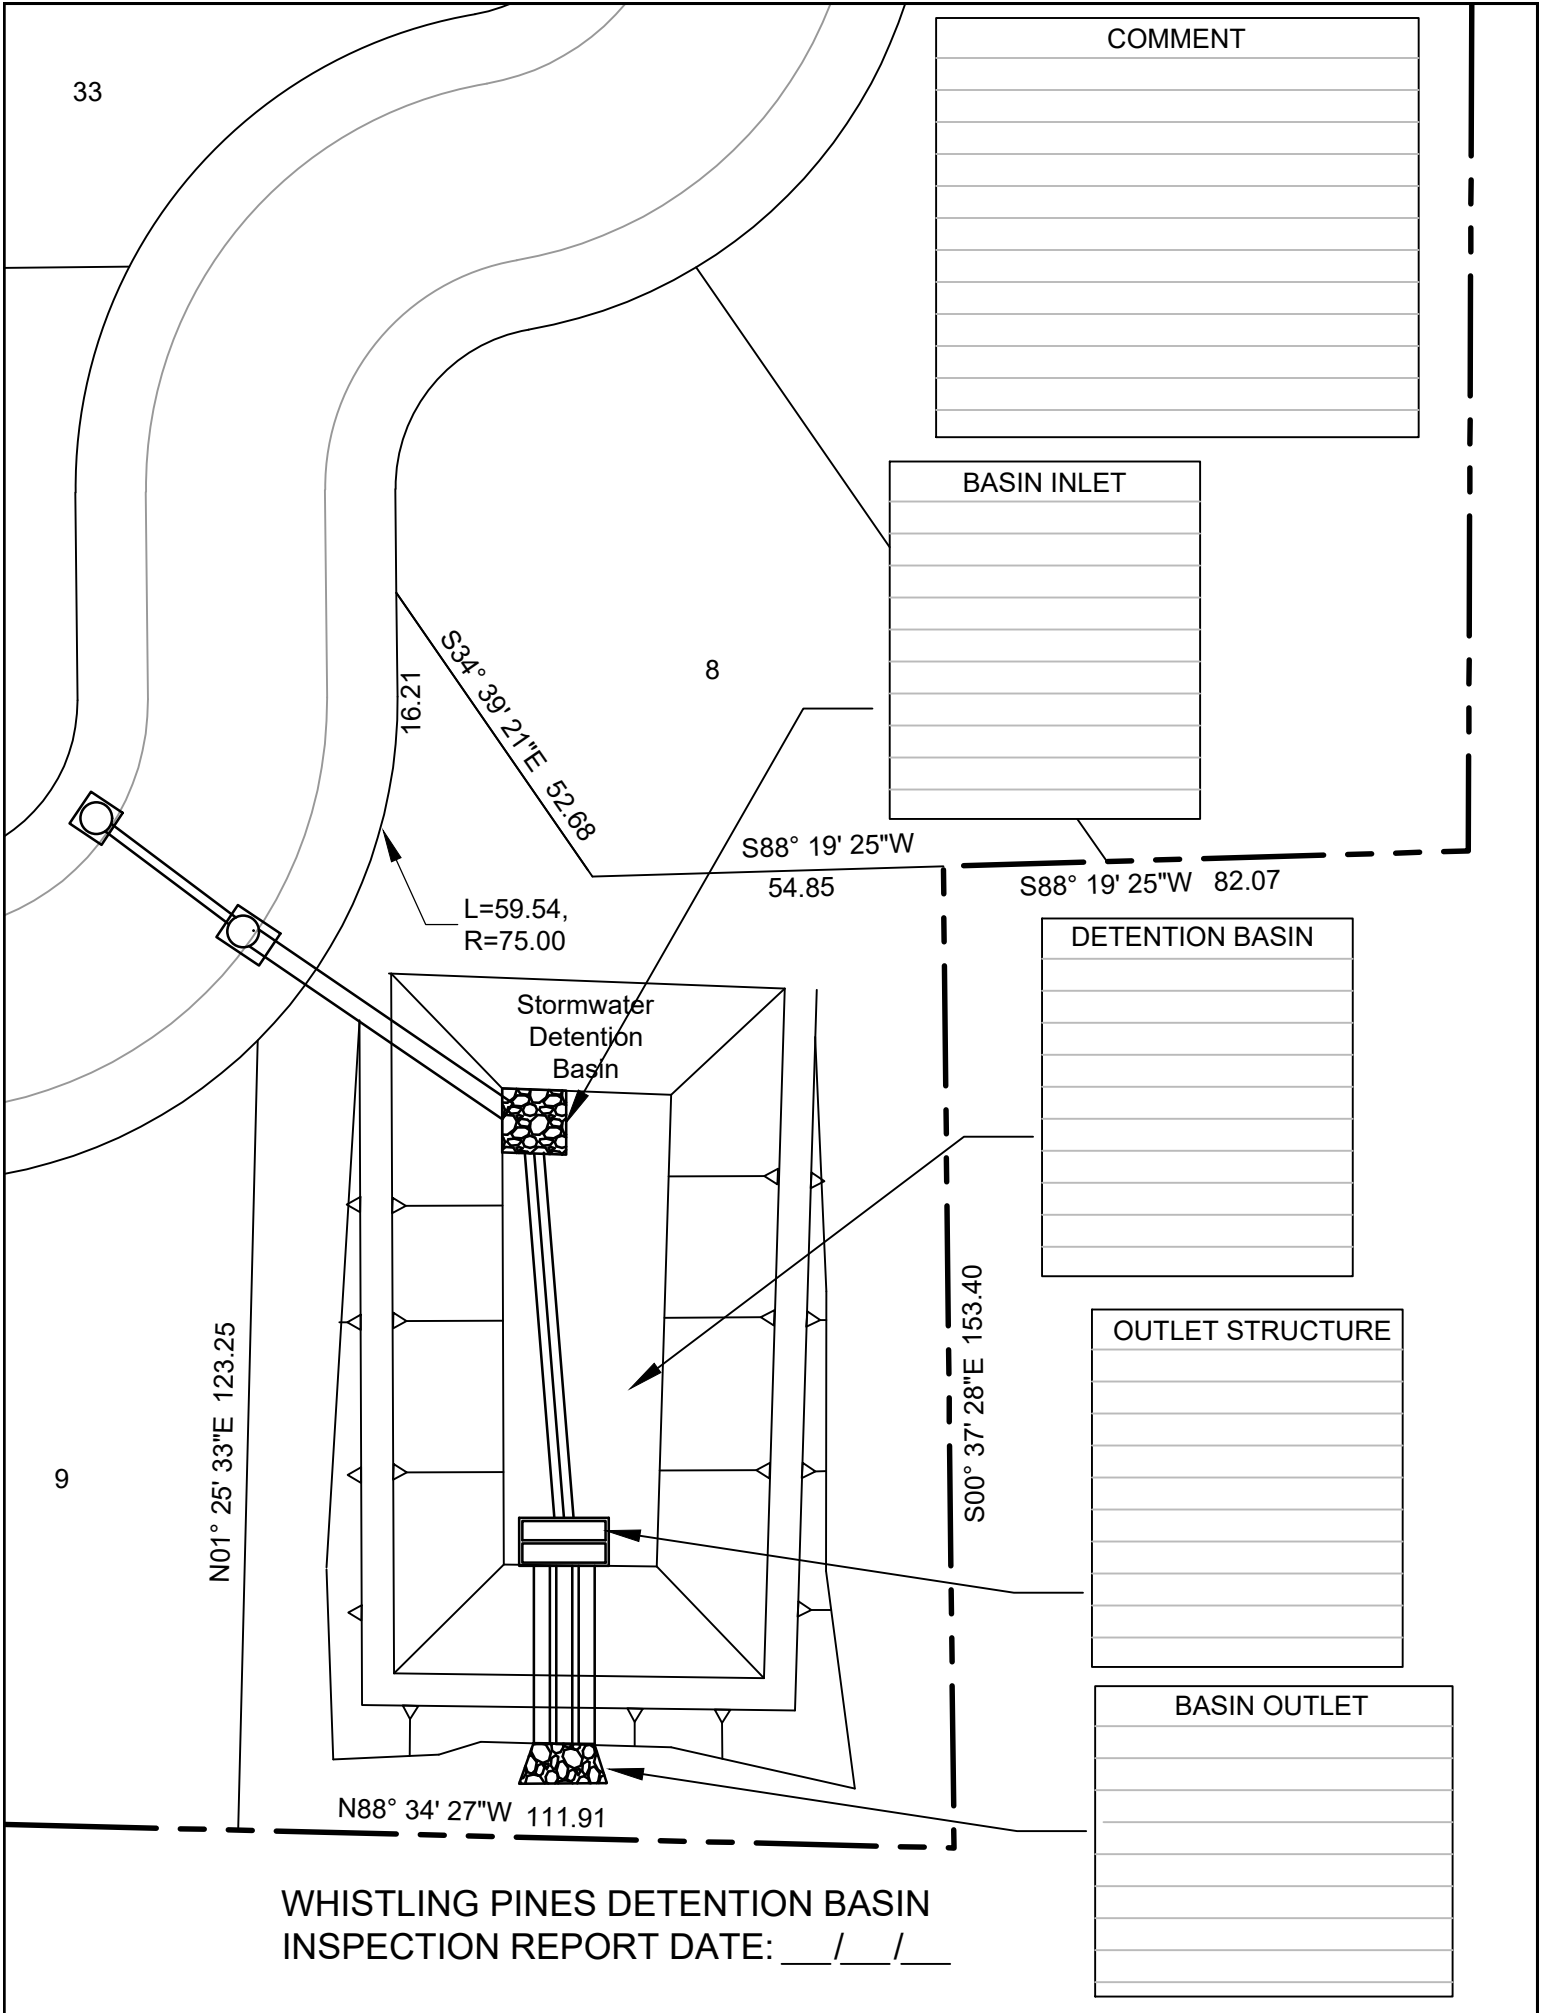 COMMENT
33
BASIN INLET
S34° 39' 21"E 52.68
8
16.21
S88° 19' 25"W
54.85
S88° 19' 25"W 82.07
L=59.54,
R=75.00
DETENTION BASIN
Stormwater
Detention
Basin
N01° 25' 33"E 123.25
S00° 37' 28"E 153.40
OUTLET STRUCTURE
9
BASIN OUTLET
N88° 34' 27"W 111.91
WHISTLING PINES DETENTION BASIN
INSPECTION REPORT DATE: ___/___/___